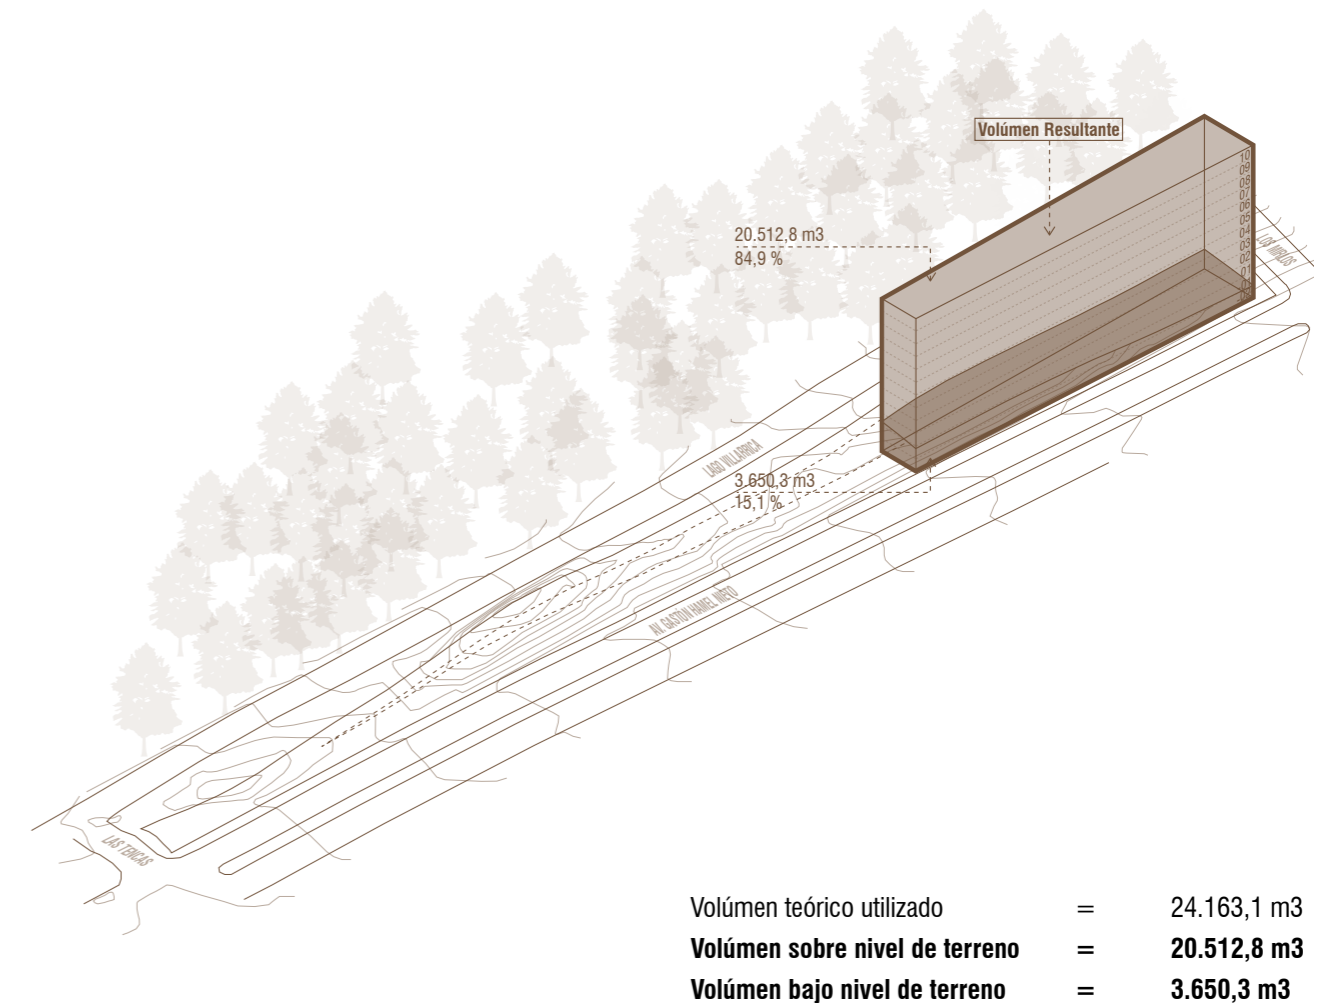 Volúmen Resultante
10
09
08
07
06
05
04
03
02
01
20.512,8 m3
84,9 %
LOS MIRLOS
LAGO VILLARRICA
3.650,3 m3
15,1 %
AV. GASTÓN HAMEL NIETO
LAS TENCAS
Volúmen teórico utilizado = 24.163,1 m3
Volúmen sobre nivel de terreno = 20.512,8 m3
Volúmen bajo nivel de terreno = 3.650,3 m3